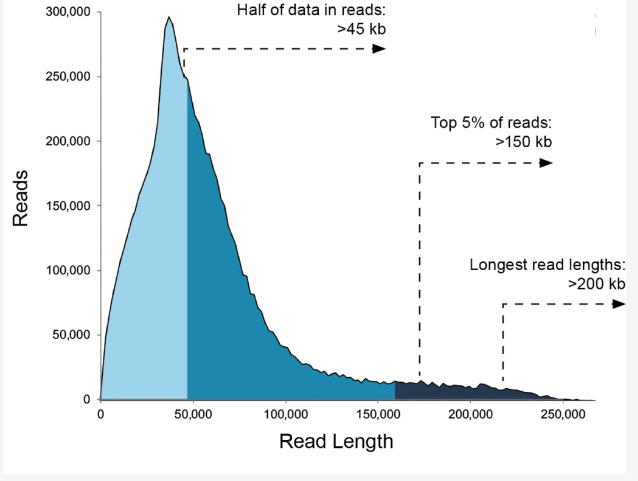 300,000
Half of data in reads:
>45 kb
250,000
Top 5% of reads:
>150 kb
200,000
150,000
Reads
Longest read lengths:
>200 kb
100,000
50,000
0
0
50,000
100,000
150,000
200,000
250,000
Read Length